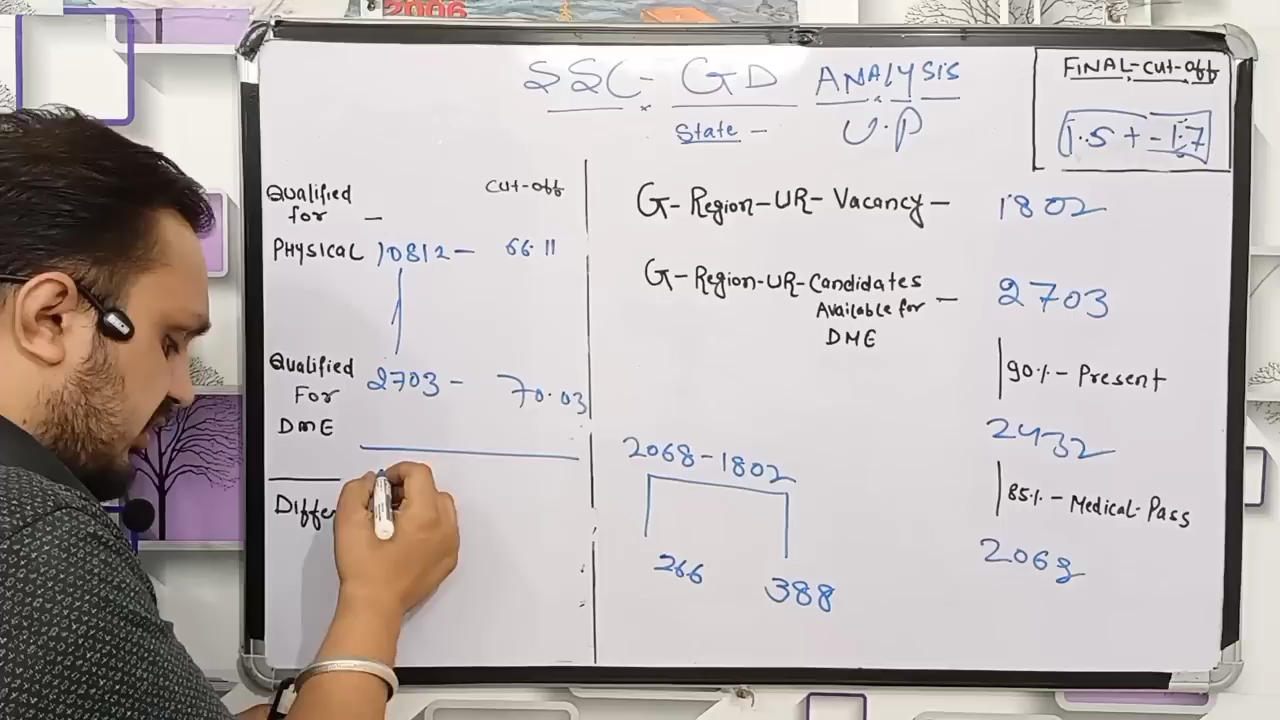 2006
SSC- GD ANALYSIS
State - U.P
FINAL-cut-off
1.5 + - 1.7
Qualified for - PHYSICAL 10812 -
cut-off
66.11
Qualified For DME 2703 - 70.03
Diffe
G-Region-UR-Vacancy- 1802
G-Region-UR-Candidates Available for DME - 2703
90%-Present
2432
85%-Medical-Pass
2068
2068-1802
266 388